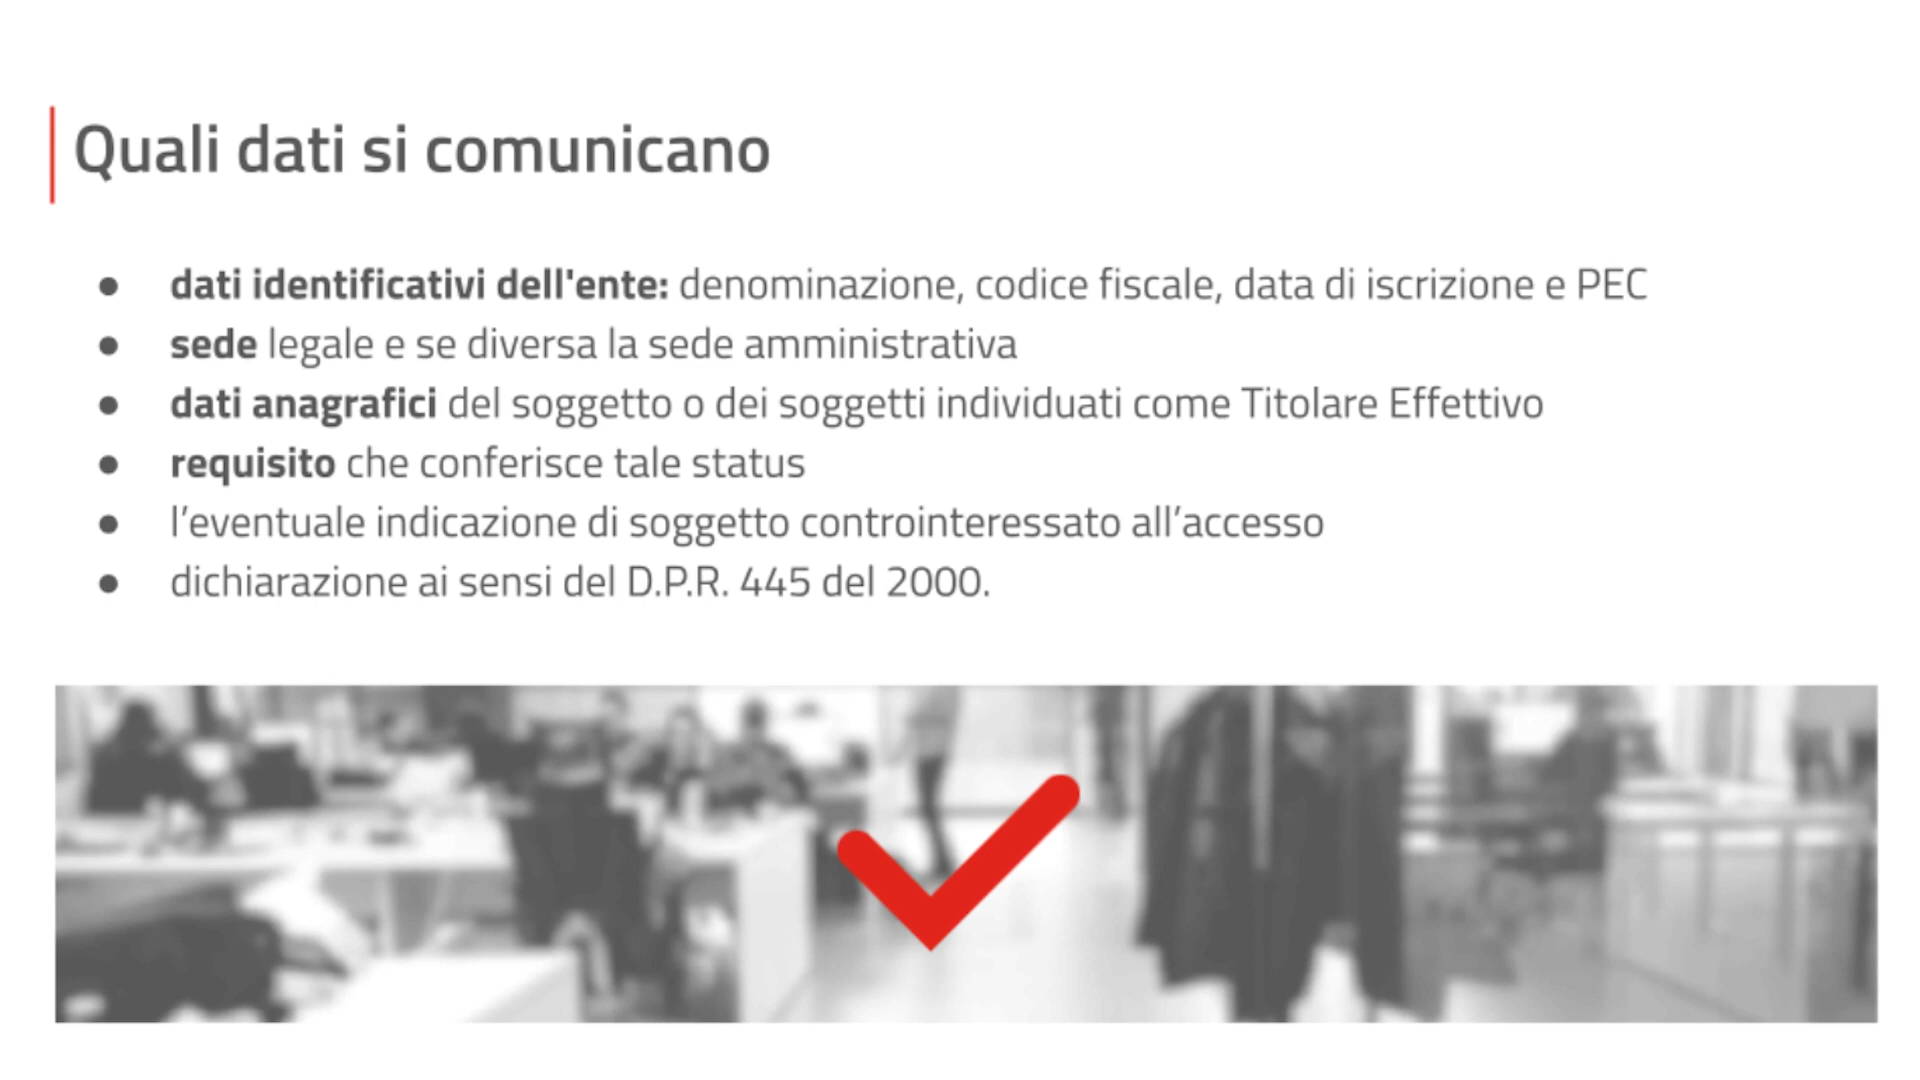 Quali dati si comunicano
● dati identificativi dell'ente: denominazione, codice fiscale, data di iscrizione e PEC
● sede legale e se diversa la sede amministrativa
● dati anagrafici del soggetto o dei soggetti individuati come Titolare Effettivo
● requisito che conferisce tale status
● l’eventuale indicazione di soggetto controinteressato all’accesso
● dichiarazione ai sensi del D.P.R. 445 del 2000.